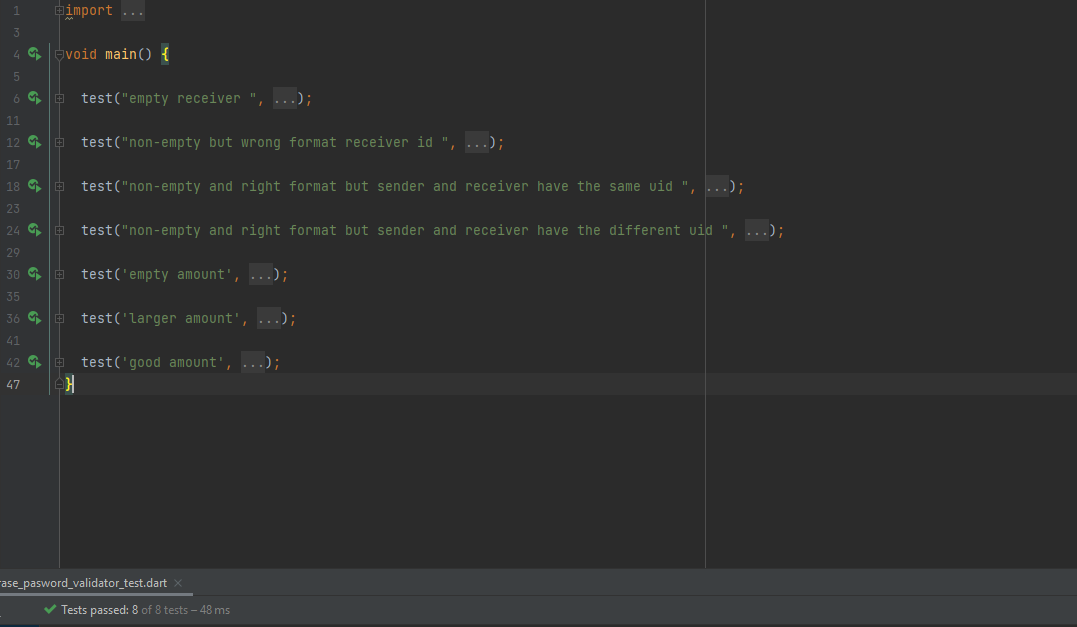 1 import ...
3
4 void main() {
5
6 test("empty receiver ", ...);
11
12 test("non-empty but wrong format receiver id ", ...);
17
18 test("non-empty and right format but sender and receiver have the same uid ", ...);
23
24 test("non-empty and right format but sender and receiver have the different uid ", ...);
29
30 test('empty amount', ...);
35
36 test('larger amount', ...);
41
42 test('good amount', ...);
47 }
ase_pasword_validator_test.dart ×
Tests passed: 8 of 8 tests – 48 ms